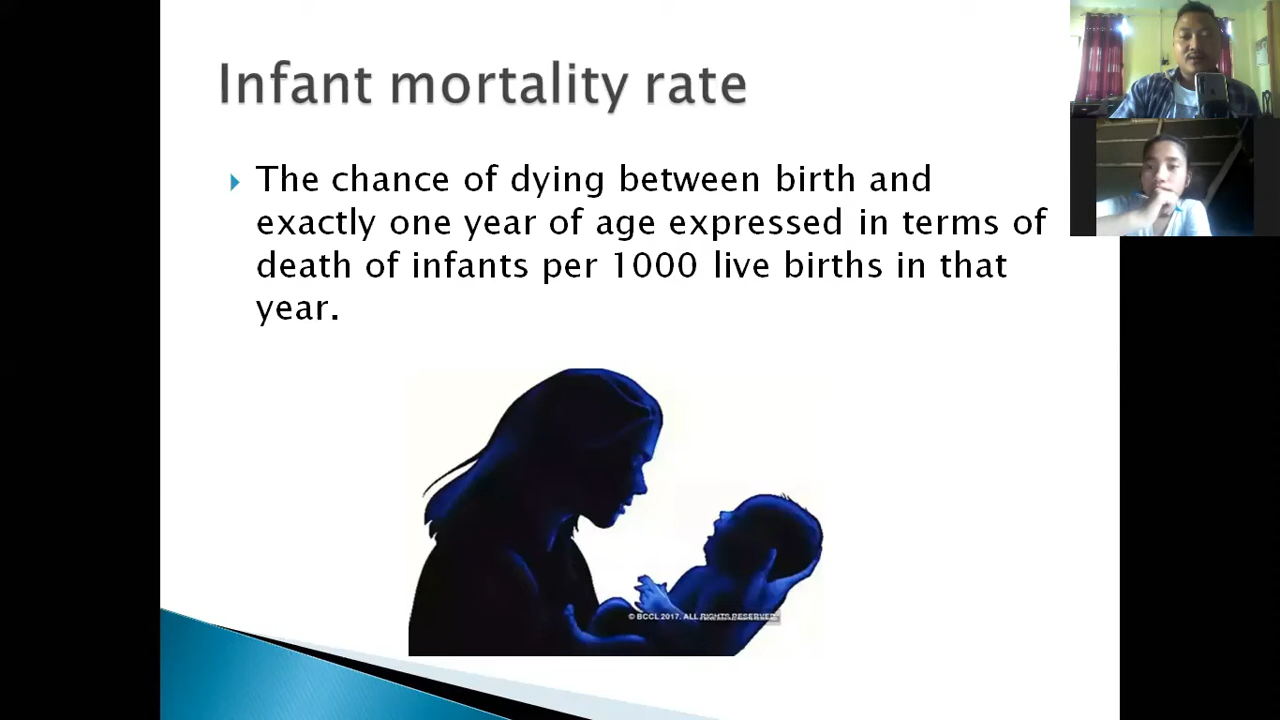 Infant mortality rate
The chance of dying between birth and
exactly one year of age expressed in terms of
death of infants per 1000 live births in that
year.
© BCCL 2017. ALL RIGHTS RESERVED.